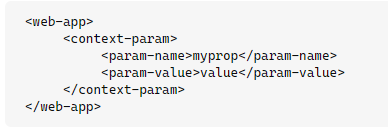 <web-app>
     <context-param>
          <param-name>myprop</param-name>
          <param-value>value</param-value>
     </context-param>
</web-app>